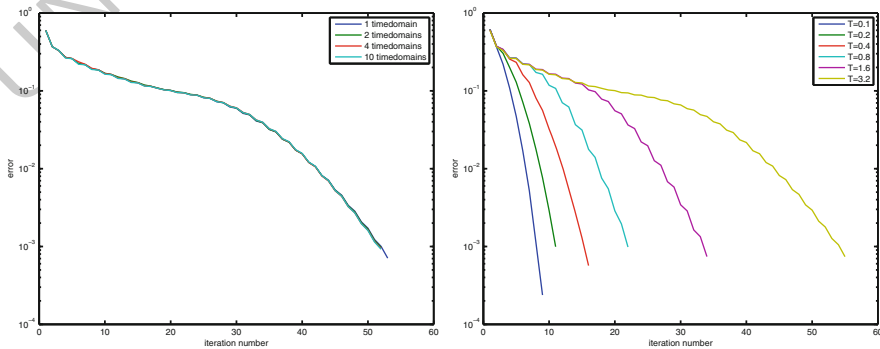 10^0
10^-1
10^-2
10^-3
10^-4
error
0 10 20 30 40 50 60
iteration number
1 timedomain
2 timedomains
4 timedomains
10 timedomains
10^0
10^-1
10^-2
10^-3
10^-4
error
0 10 20 30 40 50 60
iteration number
T=0.1
T=0.2
T=0.4
T=0.8
T=1.6
T=3.2